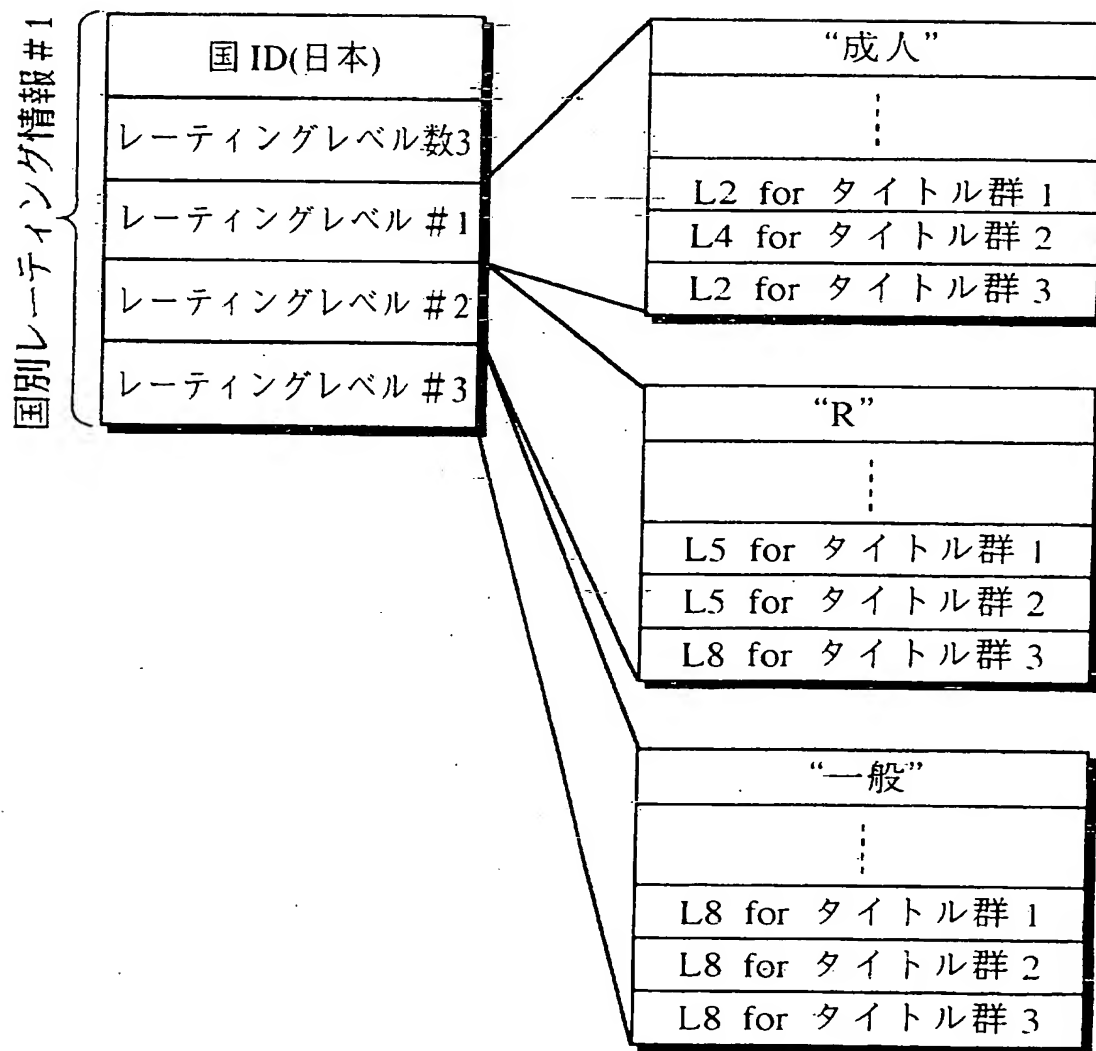 国別レーティング情報#1
国 ID(日本)
レーティングレベル数3
レーティングレベル #1
レーティングレベル #2
レーティングレベル #3
“成人”
L2 for タイトル群 1
L4 for タイトル群 2
L2 for タイトル群 3
“R”
L5 for タイトル群 1
L5 for タイトル群 2
L8 for タイトル群 3
“一般”
L8 for タイトル群 1
L8 for タイトル群 2
L8 for タイトル群 3